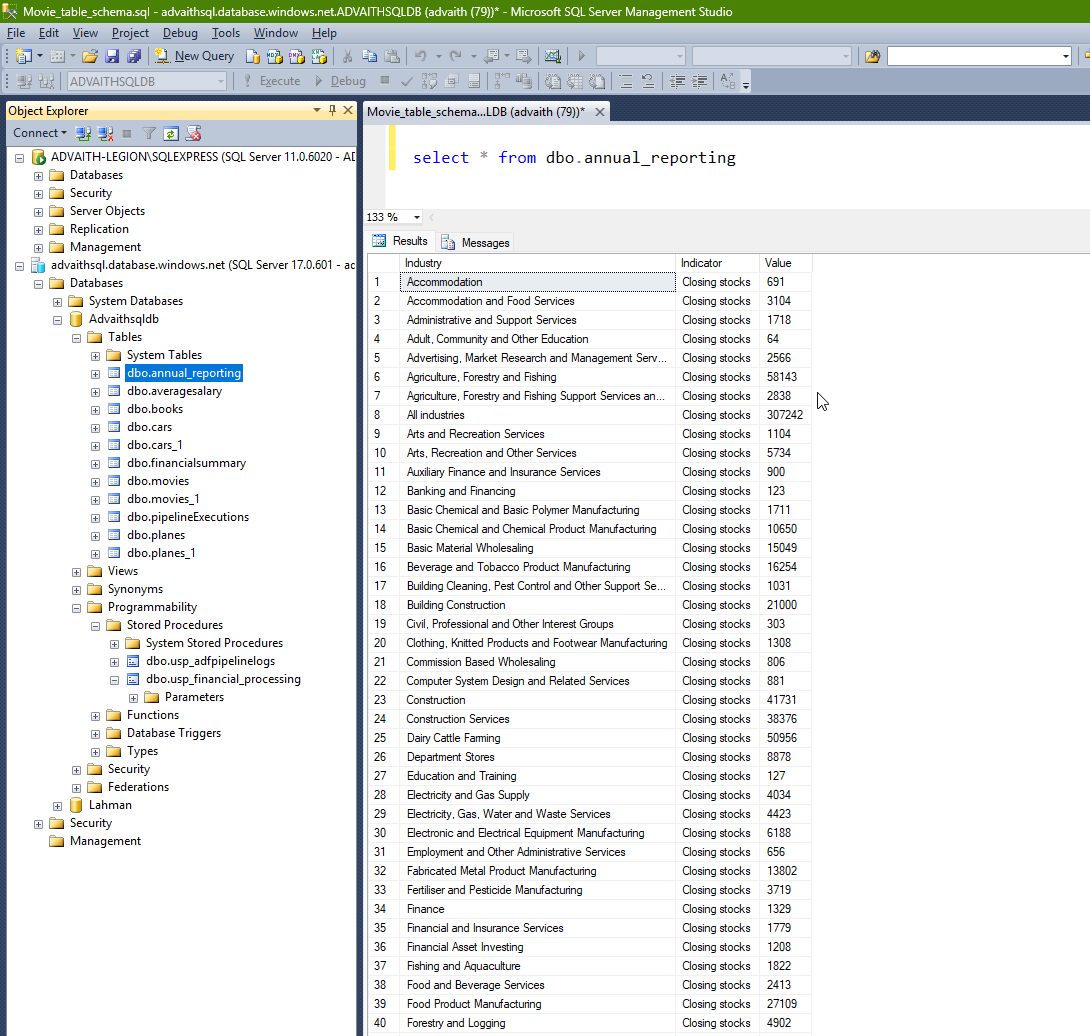 Movie_table_schema.sql - advaithsql.database.windows.net.ADVAITHSQLDB (advaith (79))* - Microsoft SQL Server Management Studio
File Edit View Project Debug Tools Window Help
New Query
ADVAITHSQLDB Execute Debug
Object Explorer
Connect
ADVAITH-LEGION\SQLEXPRESS (SQL Server 11.0.6020 - AD
Databases
Security
Server Objects
Replication
Management
advaithsql.database.windows.net (SQL Server 17.0.601 - ad
Databases
System Databases
Advaithsqldb
Tables
System Tables
dbo.annual_reporting
dbo.averagesalary
dbo.books
dbo.cars
dbo.cars_1
dbo.financialsummary
dbo.movies
dbo.movies_1
dbo.pipelineExecutions
dbo.planes
dbo.planes_1
Views
Synonyms
Programmability
Stored Procedures
System Stored Procedures
dbo.usp_adfpipelinelogs
dbo.usp_financial_processing
Parameters
Functions
Database Triggers
Types
Security
Federations
Lahman
Security
Management
Movie_table_schema...LDB (advaith (79))*
select * from dbo.annual_reporting
133 %
Results Messages
Industry Indicator Value
1 Accommodation Closing stocks 691
2 Accommodation and Food Services Closing stocks 3104
3 Administrative and Support Services Closing stocks 1718
4 Adult, Community and Other Education Closing stocks 64
5 Advertising, Market Research and Management Serv... Closing stocks 2566
6 Agriculture, Forestry and Fishing Closing stocks 58143
7 Agriculture, Forestry and Fishing Support Services an... Closing stocks 2838
8 All industries Closing stocks 307242
9 Arts and Recreation Services Closing stocks 1104
10 Arts, Recreation and Other Services Closing stocks 5734
11 Auxiliary Finance and Insurance Services Closing stocks 900
12 Banking and Financing Closing stocks 123
13 Basic Chemical and Basic Polymer Manufacturing Closing stocks 1711
14 Basic Chemical and Chemical Product Manufacturing Closing stocks 10650
15 Basic Material Wholesaling Closing stocks 15049
16 Beverage and Tobacco Product Manufacturing Closing stocks 16254
17 Building Cleaning, Pest Control and Other Support Se... Closing stocks 1031
18 Building Construction Closing stocks 21000
19 Civil, Professional and Other Interest Groups Closing stocks 303
20 Clothing, Knitted Products and Footwear Manufacturing Closing stocks 1308
21 Commission Based Wholesaling Closing stocks 806
22 Computer System Design and Related Services Closing stocks 881
23 Construction Closing stocks 41731
24 Construction Services Closing stocks 38376
25 Dairy Cattle Farming Closing stocks 50956
26 Department Stores Closing stocks 8878
27 Education and Training Closing stocks 127
28 Electricity and Gas Supply Closing stocks 4034
29 Electricity, Gas, Water and Waste Services Closing stocks 4423
30 Electronic and Electrical Equipment Manufacturing Closing stocks 6188
31 Employment and Other Administrative Services Closing stocks 656
32 Fabricated Metal Product Manufacturing Closing stocks 13802
33 Fertiliser and Pesticide Manufacturing Closing stocks 3719
34 Finance Closing stocks 1329
35 Financial and Insurance Services Closing stocks 1779
36 Financial Asset Investing Closing stocks 1208
37 Fishing and Aquaculture Closing stocks 1822
38 Food and Beverage Services Closing stocks 2413
39 Food Product Manufacturing Closing stocks 27109
40 Forestry and Logging Closing stocks 4902